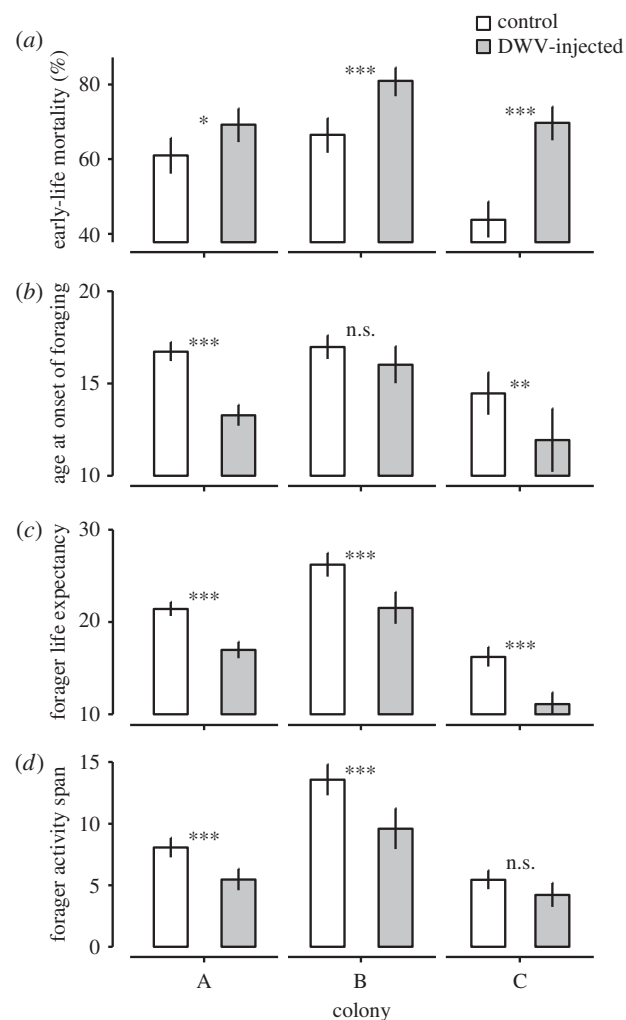 control
DWV-injected
(a)
early-life mortality (%)
80
60
40
*
***
***
(b)
age at onset of foraging
20
15
10
***
n.s.
**
(c)
forager life expectancy
30
20
10
***
***
***
(d)
forager activity span
15
10
5
0
***
***
n.s.
A B C
colony